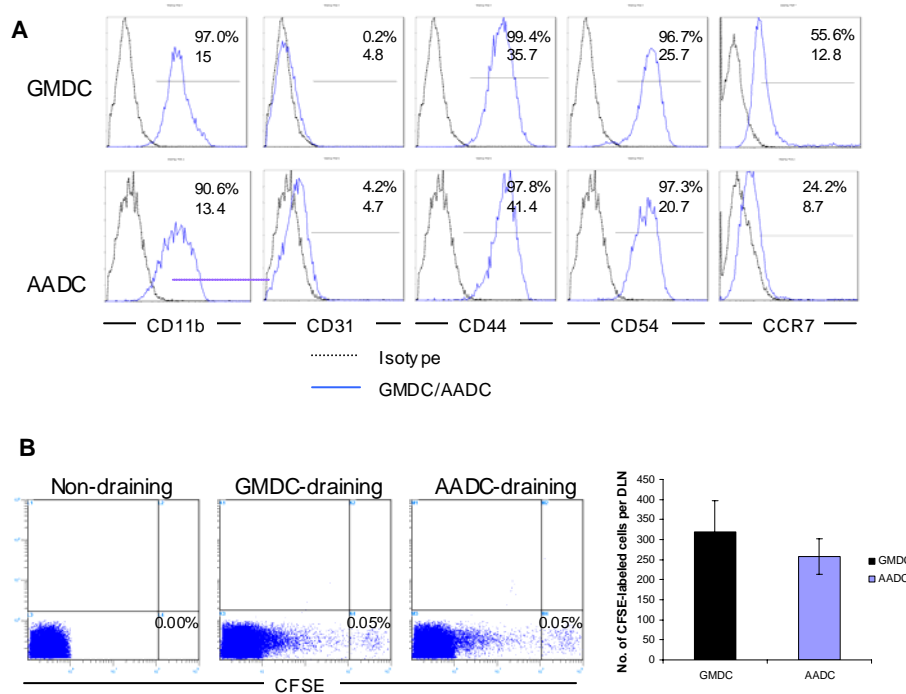 A
GMDC
97.0%
15
0.2%
4.8
99.4%
35.7
96.7%
25.7
55.6%
12.8
AADC
90.6%
13.4
4.2%
4.7
97.8%
41.4
97.3%
20.7
24.2%
8.7
CD11b CD31 CD44 CD54 CCR7
Isotype
GMDC/AADC
B
Non-draining GMDC-draining AADC-draining
0.00% 0.05% 0.05%
CFSE
No. of CFSE-labeled cells per DLN
450
400
350
300
250
200
150
100
50
0
GMDC AADC
GMDC
AADC